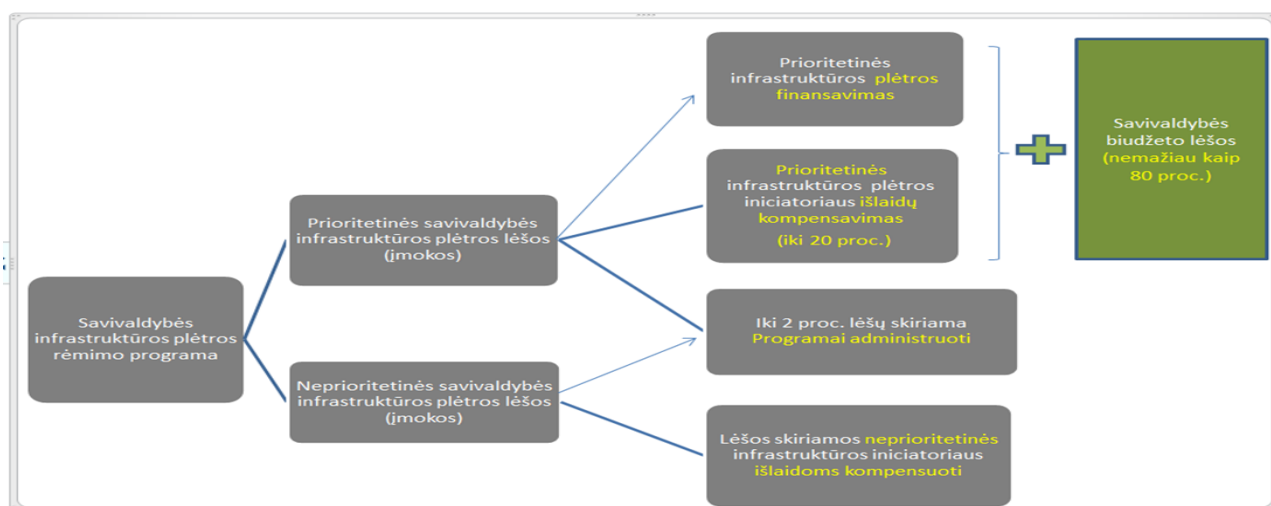 Savivaldybės
infrastruktūros plėtros
rėmimo programa
Prioritetinės savivaldybės
infrastruktūros plėtros lėšos
(įmokos)
Neprioritetinės savivaldybės
infrastruktūros plėtros lėšos
(įmokos)
Prioritetinės
infrastruktūros plėtros
finansavimas
Prioritetinės
infrastruktūros plėtros
iniciatoriaus išlaidų
kompensavimas
(iki 20 proc.)
Iki 2 proc. lėšų skiriama
Programai administruoti
Lėšos skiriamos neprioritetinės
infrastruktūros iniciatoriaus
išlaidoms kompensuoti
Savivaldybės
biudžeto lėšos
(nemažiau kaip
80 proc.)